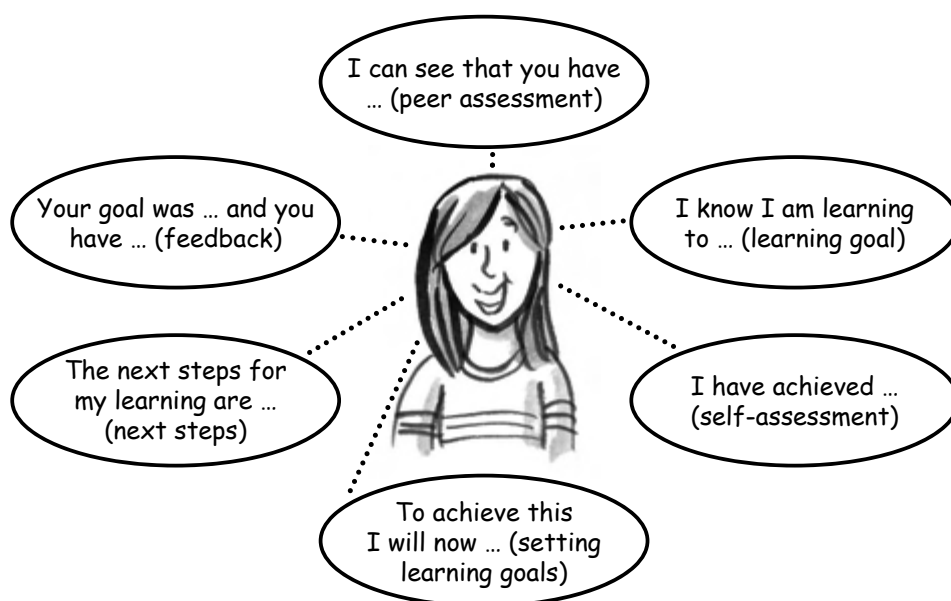 I can see that you have
… (peer assessment)
Your goal was … and you
have … (feedback)
I know I am learning
to … (learning goal)
The next steps for
my learning are …
(next steps)
I have achieved …
(self-assessment)
To achieve this
I will now … (setting
learning goals)